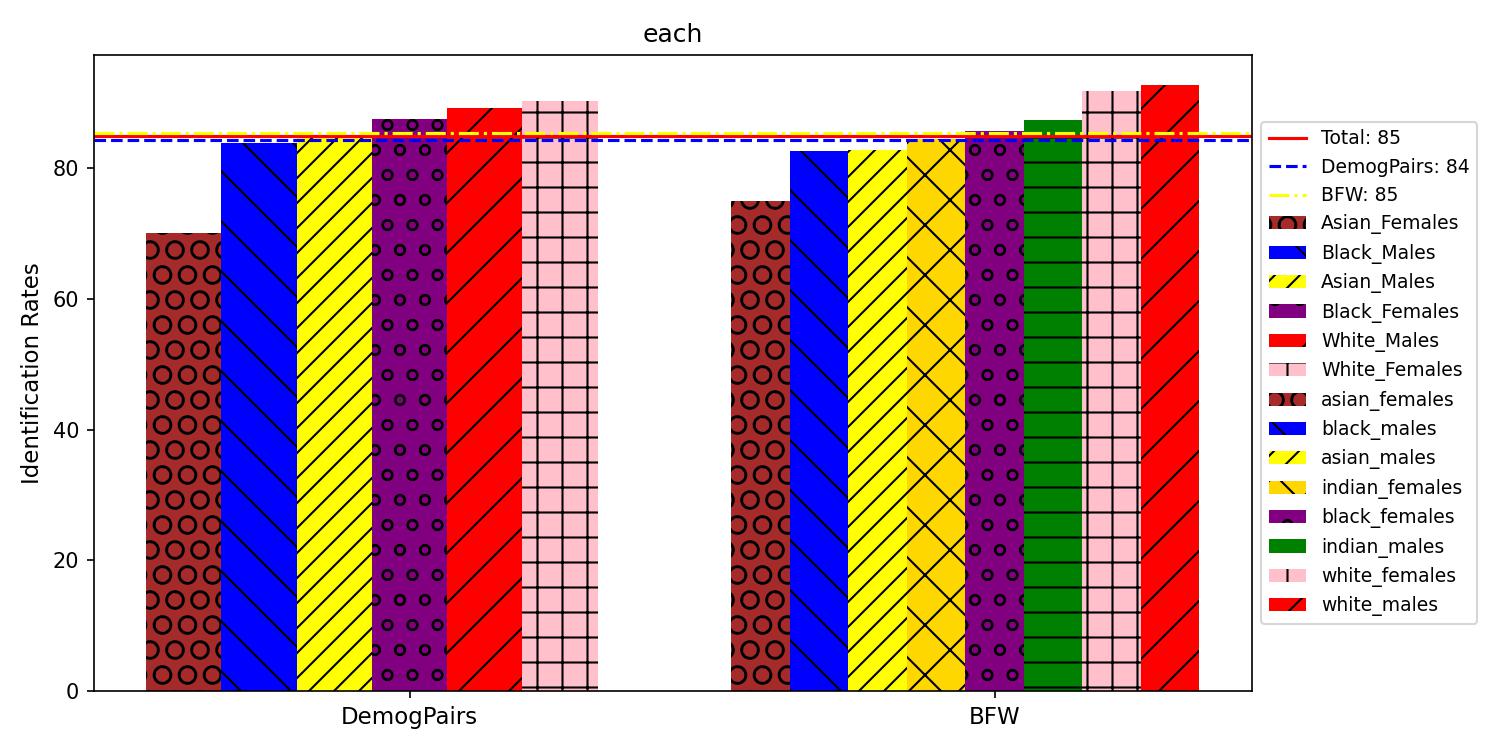 each
Identification Rates
80
60
40
20
0
DemogPairs
BFW
Total: 85
DemogPairs: 84
BFW: 85
Asian_Females
Black_Males
Asian_Males
Black_Females
White_Males
White_Females
asian_females
black_males
asian_males
indian_females
black_females
indian_males
white_females
white_males